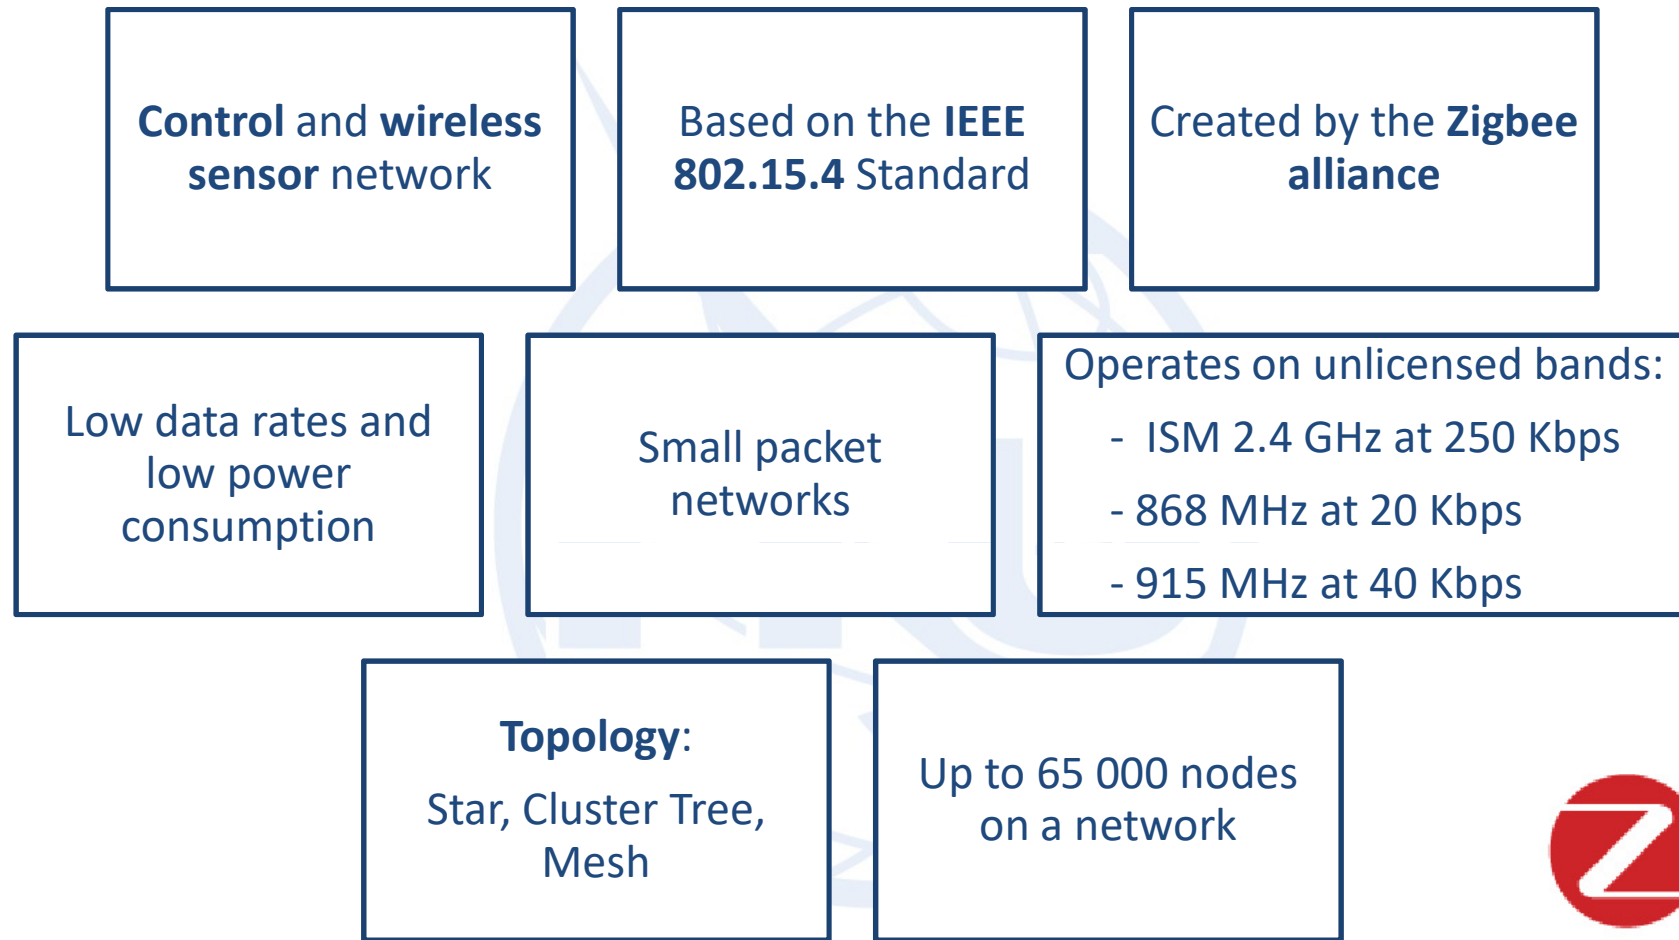 Control and wireless
sensor network
Based on the IEEE
802.15.4 Standard
Created by the Zigbee
alliance
Low data rates and
low power
consumption
Small packet
networks
Operates on unlicensed bands:
- ISM 2.4 GHz at 250 Kbps
- 868 MHz at 20 Kbps
- 915 MHz at 40 Kbps
Topology:
Star, Cluster Tree,
Mesh
Up to 65 000 nodes
on a network